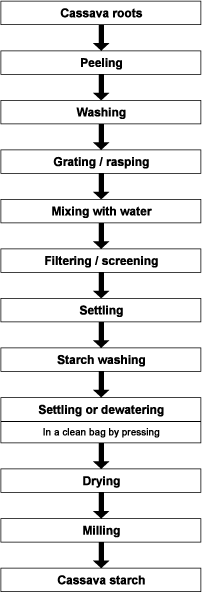 Cassava roots
Peeling
Washing
Grating / rasping
Mixing with water
Filtering / screening
Settling
Starch washing
Settling or dewatering
In a clean bag by pressing
Drying
Milling
Cassava starch